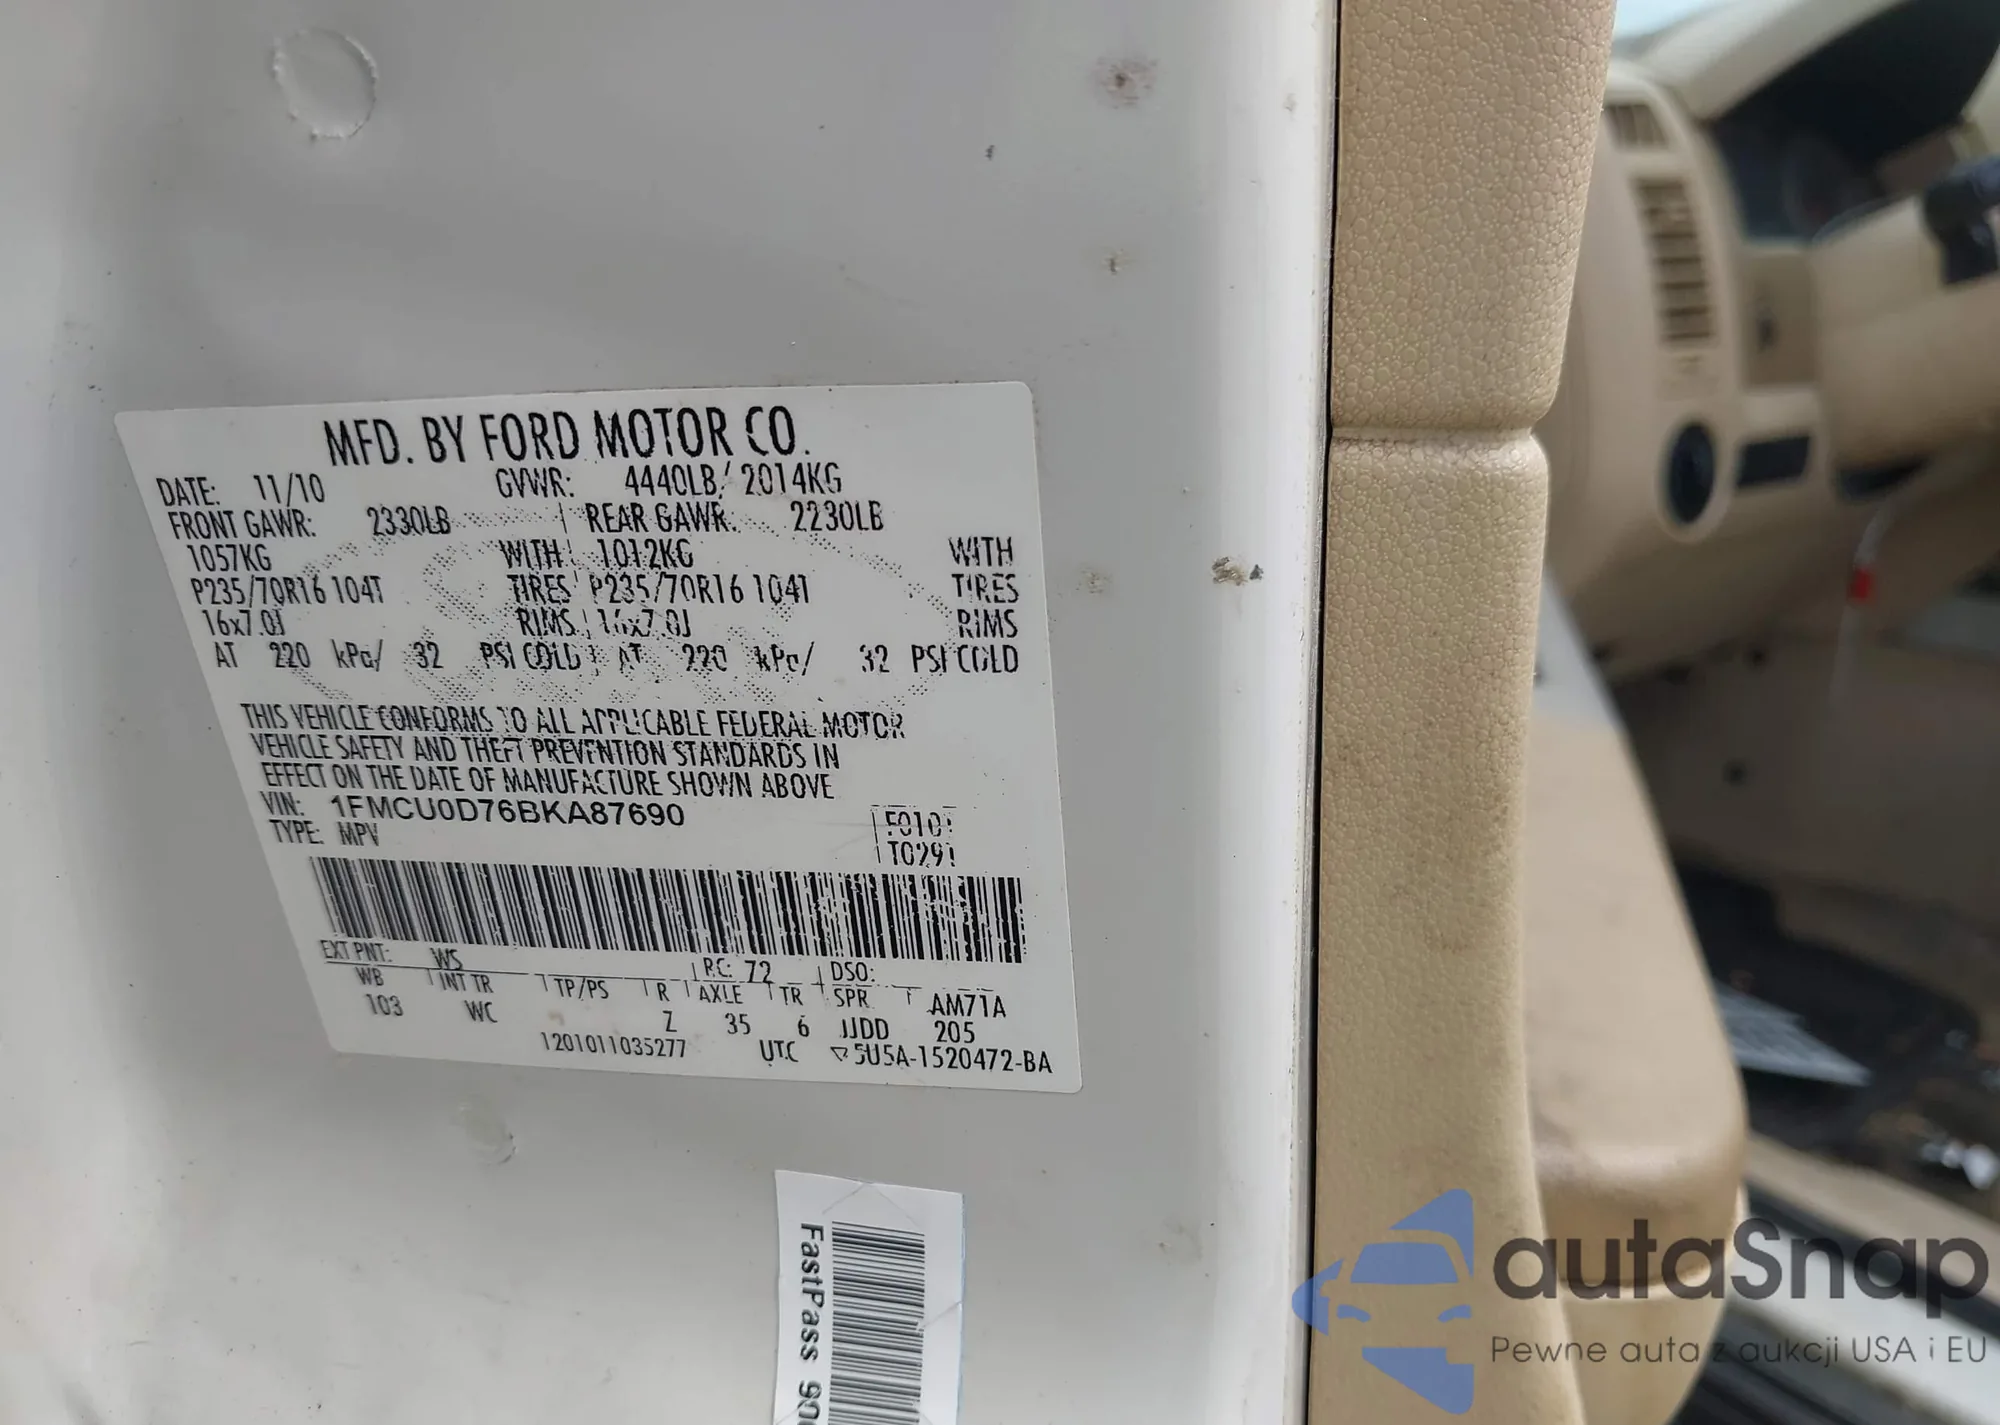 MFD. BY FORD MOTOR CO.
DATE: 11/10 GVWR: 4440LB/ 2014KG
FRONT GAWR: 2330LB REAR GAWR: 2230LB
1057KG WITH 1012KG WITH
P235/70R16 104T TIRES P235/70R16 104T TIRES
16x7.0J RIMS 16x7.0J RIMS
AT 220 kPa/ 32 PSI COLD AT 220 kPa/ 32 PSI COLD
THIS VEHICLE CONFORMS TO ALL APPLICABLE FEDERAL MOTOR
VEHICLE SAFETY AND THEFT PREVENTION STANDARDS IN
EFFECT ON THE DATE OF MANUFACTURE SHOWN ABOVE
VIN: 1FMCU0D76BKA87690
TYPE: MPV
F0101
T0291
EXT PNT: WS RC: 72 DSO:
WB INT TR TP/PS R AXLE TR SPR AM71A
103 WC Z 35 6 JJDD 205
1201011035277 UTC ▽5U5A-1520472-BA
FastPass
autaSnap
Pewne auta z aukcji USA i EU